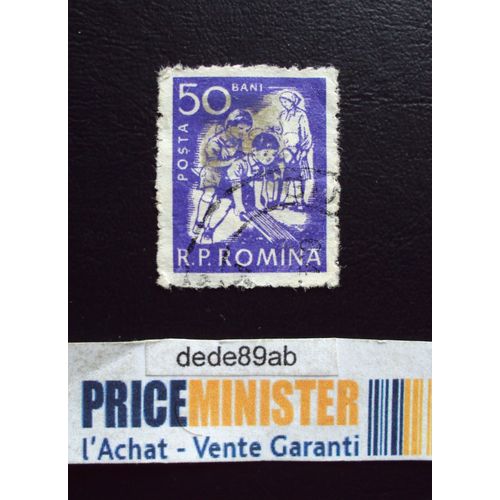 50 BANI
POSTA
R.P. ROMINA
dede89ab
PRICEMINISTER
l'Achat - Vente Garanti